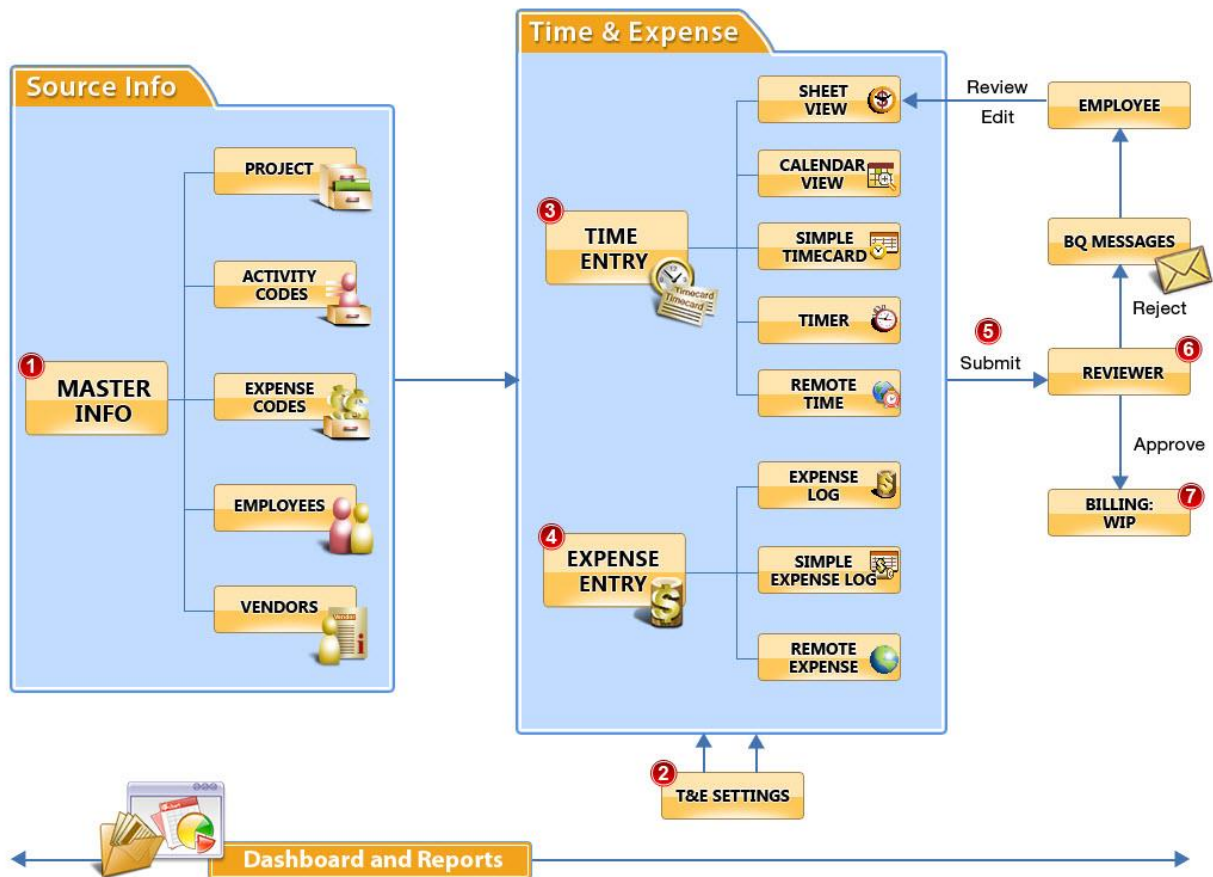 Source Info
1
MASTER
INFO
PROJECT
ACTIVITY
CODES
EXPENSE
CODES
EMPLOYEES
VENDORS
Time & Expense
3
TIME
ENTRY
Timecard
Timecard
SHEET
VIEW
CALENDAR
VIEW
SIMPLE
TIMECARD
TIMER
REMOTE
TIME
4
EXPENSE
ENTRY
EXPENSE
LOG
SIMPLE
EXPENSE LOG
REMOTE
EXPENSE
2
T&E SETTINGS
5
Submit
6
REVIEWER
Reject
BQ MESSAGES
EMPLOYEE
Review
Edit
Approve
7
BILLING:
WIP
Dashboard and Reports